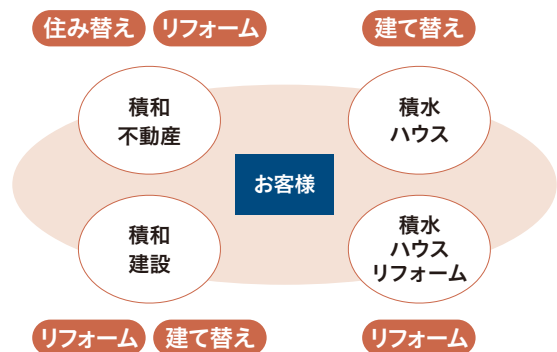 住み替え リフォーム 建て替え
積和
不動産
積水
ハウス
お客様
積和
建設
積水
ハウス
リフォーム
リフォーム 建て替え リフォーム